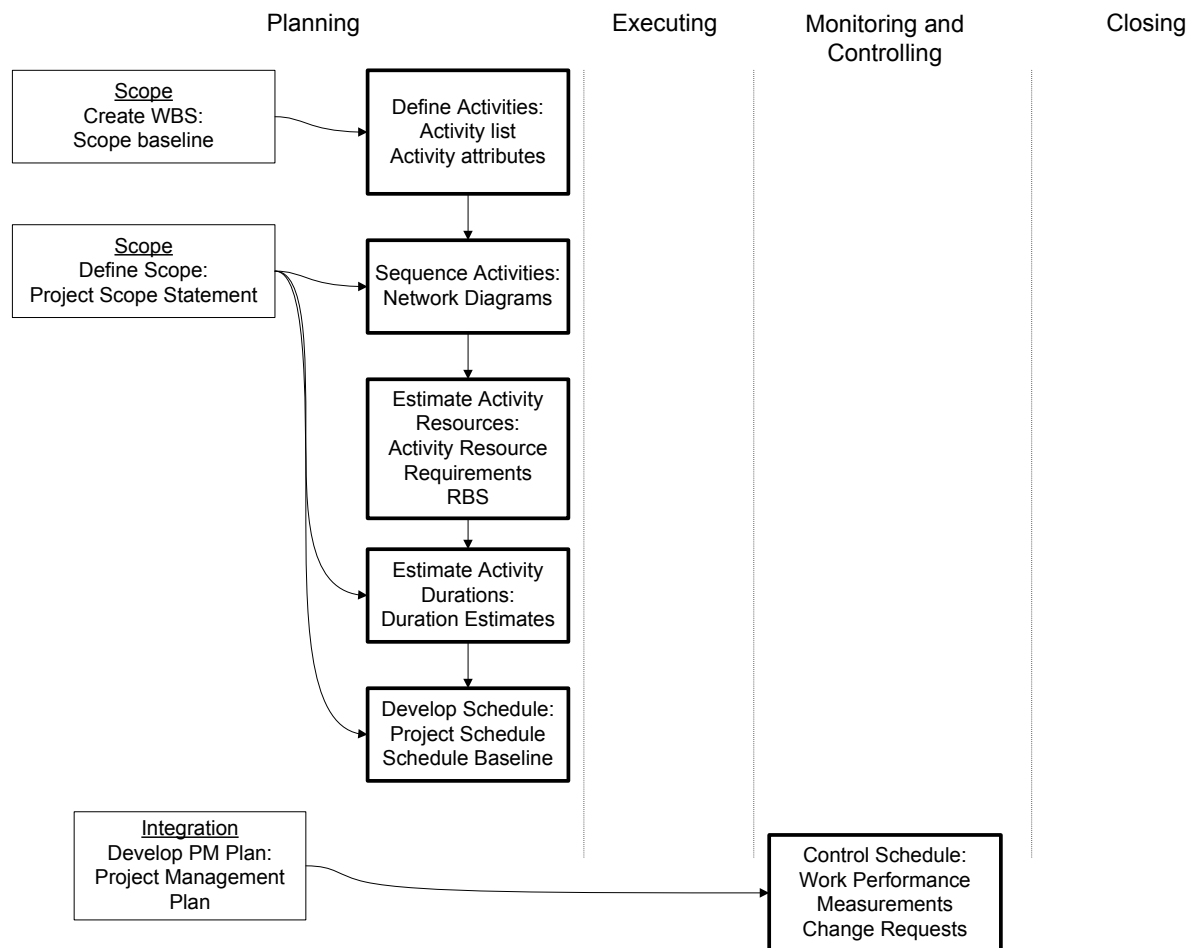 Planning
Executing
Monitoring and
Controlling
Closing
Scope
Create WBS:
Scope baseline
Define Activities:
Activity list
Activity attributes
Scope
Define Scope:
Project Scope Statement
Sequence Activities:
Network Diagrams
Estimate Activity
Resources:
Activity Resource
Requirements
RBS
Estimate Activity
Durations:
Duration Estimates
Develop Schedule:
Project Schedule
Schedule Baseline
Integration
Develop PM Plan:
Project Management
Plan
Control Schedule:
Work Performance
Measurements
Change Requests